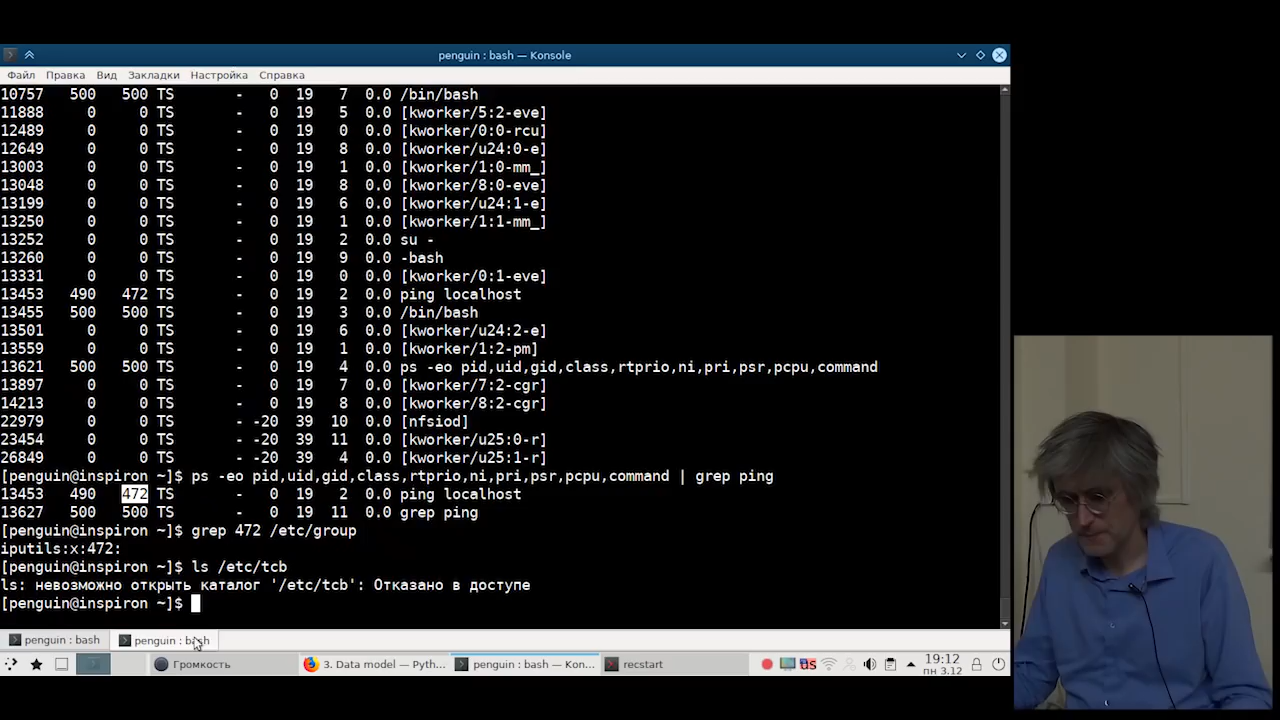 penguin : bash — Konsole
Файл Правка Вид Закладки Настройка Справка
10757 500 500 TS - 0 19 7 0.0 /bin/bash
11888 0 0 TS - 0 19 5 0.0 [kworker/5:2-eve]
12489 0 0 TS - 0 19 0 0.0 [kworker/0:0-rcu]
12649 0 0 TS - 0 19 8 0.0 [kworker/u24:0-e]
13003 0 0 TS - 0 19 1 0.0 [kworker/1:0-mm_]
13048 0 0 TS - 0 19 8 0.0 [kworker/8:0-eve]
13199 0 0 TS - 0 19 6 0.0 [kworker/u24:1-e]
13250 0 0 TS - 0 19 1 0.0 [kworker/1:1-mm_]
13252 0 0 TS - 0 19 2 0.0 su -
13260 0 0 TS - 0 19 9 0.0 -bash
13331 0 0 TS - 0 19 0 0.0 [kworker/0:1-eve]
13453 490 472 TS - 0 19 2 0.0 ping localhost
13455 500 500 TS - 0 19 3 0.0 /bin/bash
13501 0 0 TS - 0 19 6 0.0 [kworker/u24:2-e]
13559 0 0 TS - 0 19 1 0.0 [kworker/1:2-pm]
13621 500 500 TS - 0 19 4 0.0 ps -eo pid,uid,gid,class,rtprio,ni,pri,psr,pcpu,command
13897 0 0 TS - 0 19 7 0.0 [kworker/7:2-cgr]
14213 0 0 TS - 0 19 8 0.0 [kworker/8:2-cgr]
22979 0 0 TS - -20 39 10 0.0 [nfsiod]
23454 0 0 TS - -20 39 11 0.0 [kworker/u25:0-r]
26849 0 0 TS - -20 39 4 0.0 [kworker/u25:1-r]
[penguin@inspiron ~]$ ps -eo pid,uid,gid,class,rtprio,ni,pri,psr,pcpu,command | grep ping
13453 490 472 TS - 0 19 2 0.0 ping localhost
13627 500 500 TS - 0 19 11 0.0 grep ping
[penguin@inspiron ~]$ grep 472 /etc/group
iputils:x:472:
[penguin@inspiron ~]$ ls /etc/tcb
ls: невозможно открыть каталог '/etc/tcb': Отказано в доступе
[penguin@inspiron ~]$
penguin : bash penguin : bash
Громкость 3. Data model — Pyth... penguin : bash — Kon... recstart US 19:12
пн 3.12